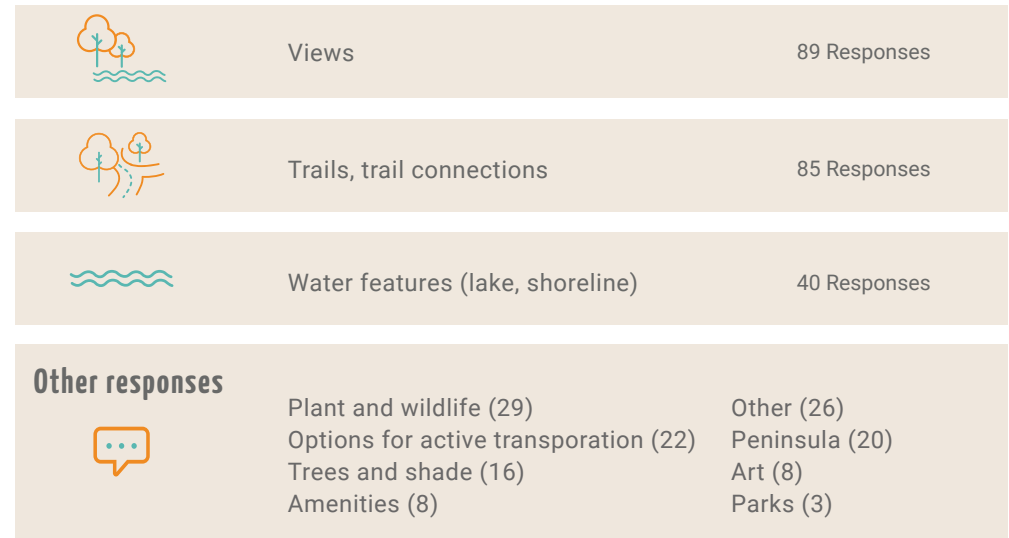 Views
89 Responses
Trails, trail connections
85 Responses
Water features (lake, shoreline)
40 Responses
Other responses
Plant and wildlife (29)
Options for active transporation (22)
Trees and shade (16)
Amenities (8)
Other (26)
Peninsula (20)
Art (8)
Parks (3)